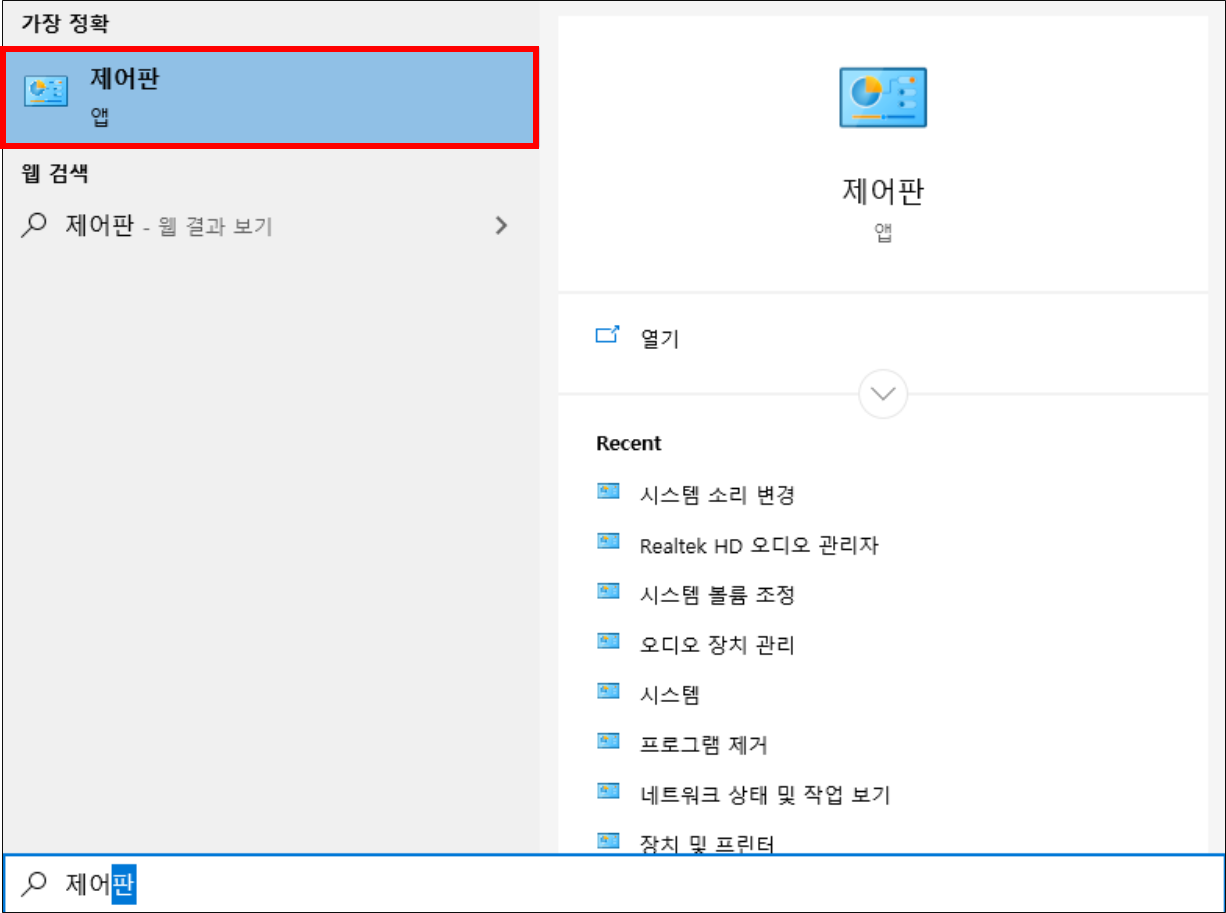 가장 정확
제어판
앱
웹 검색
제어판 - 웹 결과 보기
제어판
앱
열기
Recent
시스템 소리 변경
Realtek HD 오디오 관리자
시스템 볼륨 조정
오디오 장치 관리
시스템
프로그램 제거
네트워크 상태 및 작업 보기
장치 및 프린터
제어판